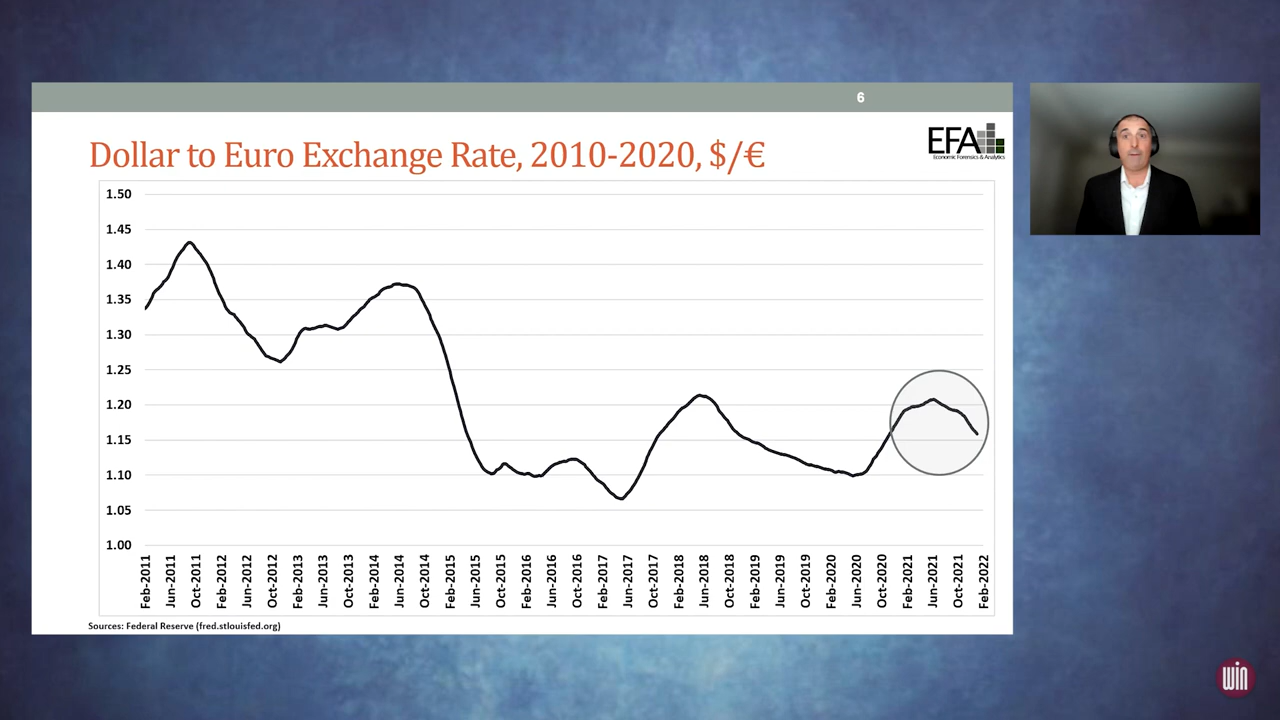 6
Dollar to Euro Exchange Rate, 2010-2020, $/€
EFA
Economic Forensics & Analytics
1.50
1.45
1.40
1.35
1.30
1.25
1.20
1.15
1.10
1.05
1.00
Feb-2011
Jun-2011
Oct-2011
Feb-2012
Jun-2012
Oct-2012
Feb-2013
Jun-2013
Oct-2013
Feb-2014
Jun-2014
Oct-2014
Feb-2015
Jun-2015
Oct-2015
Feb-2016
Jun-2016
Oct-2016
Feb-2017
Jun-2017
Oct-2017
Feb-2018
Jun-2018
Oct-2018
Feb-2019
Jun-2019
Oct-2019
Feb-2020
Jun-2020
Oct-2020
Feb-2021
Jun-2021
Oct-2021
Feb-2022
Sources: Federal Reserve (fred.stlouisfed.org)
win